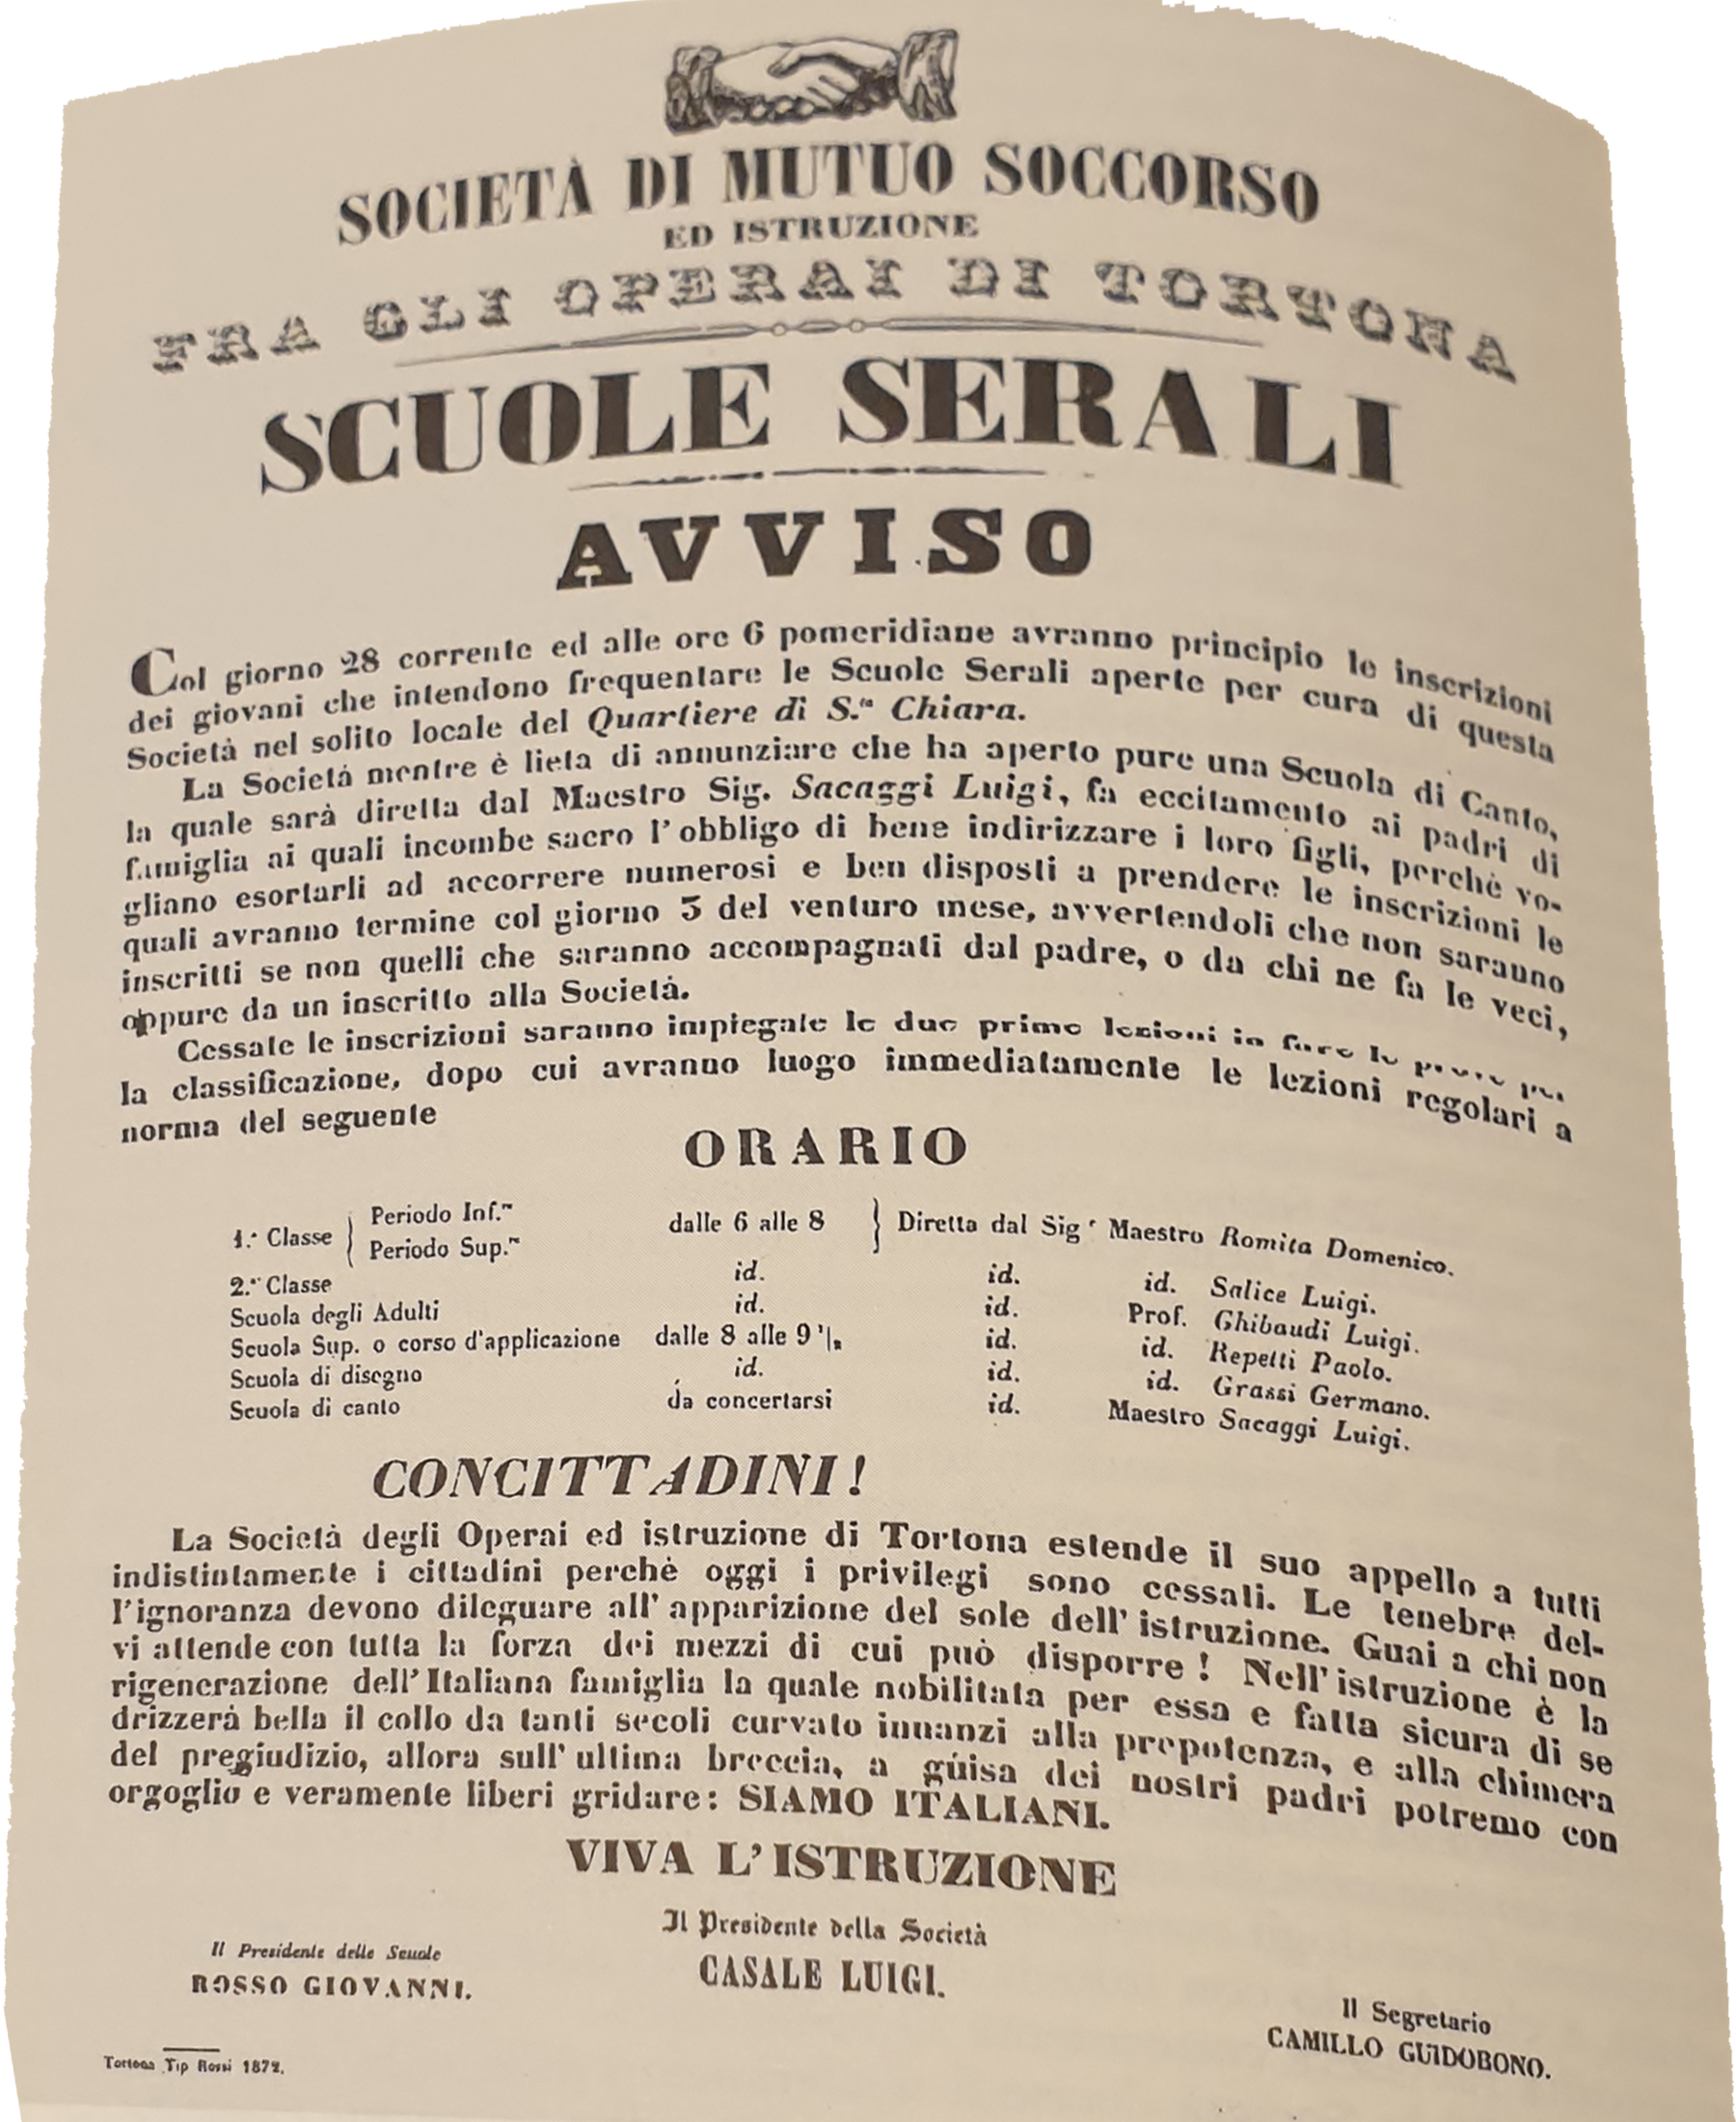 SOCIETÀ DI MUTUO SOCCORSO
ED ISTRUZIONE
FRA GLI OPERAI DI TORTONA
SCUOLE SERALI
AVVISO
Col giorno 28 corrente ed alle ore 6 pomeridiane avranno principio le inscrizioni
dei giovani che intendono frequentare le Scuole Serali aperte per cura di questa
Società nel solito locale del Quartiere di S.ta Chiara.
La Società mentre è lieta di annunziare che ha aperto pure una Scuola di Canto,
la quale sarà diretta dal Maestro Sig. Sacaggi Luigi, fa eccitamento ai padri di
famiglia ai quali incombe sacro l'obbligo di bene indirizzare i loro figli, perchè vo-
gliano esortarli ad accorrere numerosi e ben disposti a prendere le inscrizioni le
quali avranno termine col giorno 3 del venturo mese, avvertendoli che non saranno
inscritti se non quelli che saranno accompagnati dal padre, o da chi ne fa le veci,
oppure da un inscritto alla Società.
Cessate le inscrizioni saranno impiegate le due prime lezioni in fare le prove per
la classificazione, dopo cui avranno luogo immediatamente le lezioni regolari a
norma del seguente
ORARIO
1.a Classe { Periodo Inf.re dalle 6 alle 8 } Diretta dal Sigr Maestro Romita Domenico.
Periodo Sup.re
2.a Classe id. id. id. Salice Luigi.
Scuola degli Adulti id. id. Prof. Ghibaudi Luigi.
Scuola Sup. o corso d'applicazione dalle 8 alle 9 1/2 id. id. Repetti Paolo.
Scuola di disegno id. id. id. Grassi Germano.
Scuola di canto da concertarsi id. Maestro Sacaggi Luigi.
CONCITTADINI!
La Società degli Operai ed istruzione di Tortona estende il suo appello a tutti
indistintamente i cittadini perchè oggi i privilegi sono cessati. Le tenebre del-
l'ignoranza devono dileguare all'apparizione del sole dell'istruzione. Guai a chi non
vi attende con tutta la forza dei mezzi di cui può disporre! Nell'istruzione è la
rigenerazione dell'Italiana famiglia la quale nobilitata per essa e fatta sicura di se
drizzerà bella il collo da tanti secoli curvato innanzi alla prepotenza, e alla chimera
del pregiudizio, allora sull'ultima breccia, a gúisa dei nostri padri potremo con
orgoglio e veramente liberi gridare: SIAMO ITALIANI.
VIVA L'ISTRUZIONE
Il Presidente della Società
CASALE LUIGI.
Il Presidente delle Scuole
ROSSO GIOVANNI.
Il Segretario
CAMILLO GUIDOBONO.
Tortona Tip Rossi 1872.